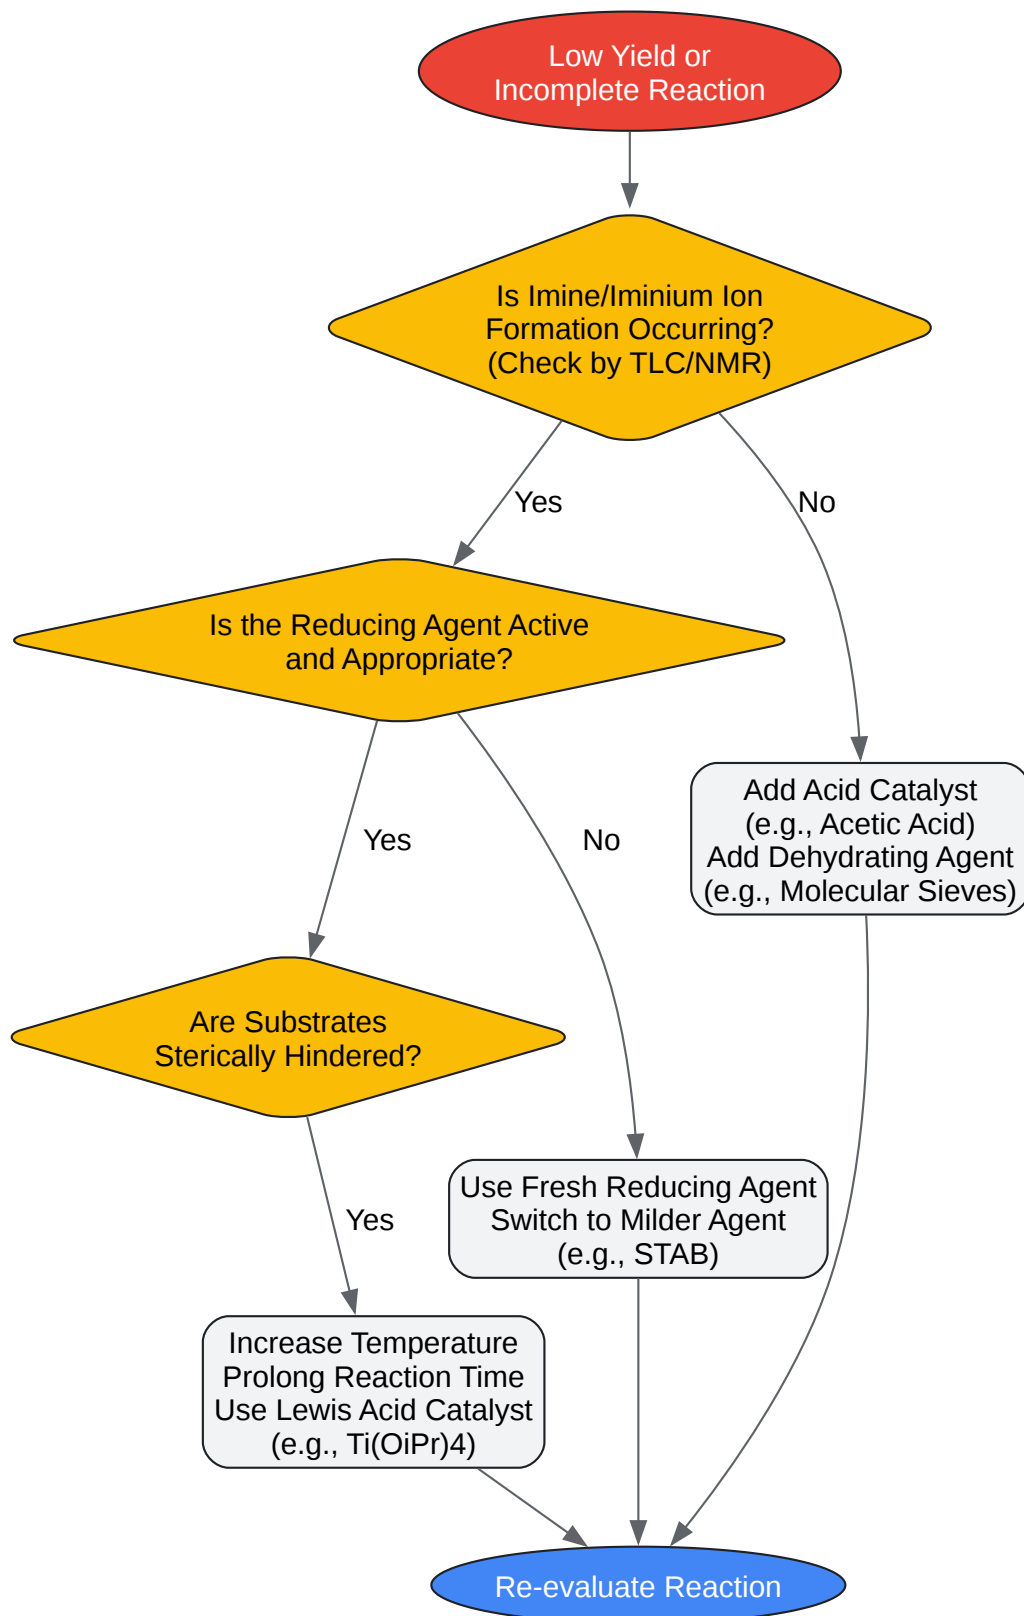 Low Yield or
Incomplete Reaction
Is Imine/Iminium Ion
Formation Occurring?
(Check by TLC/NMR)
Yes
No
Is the Reducing Agent Active
and Appropriate?
Yes
No
Add Acid Catalyst
(e.g., Acetic Acid)
Add Dehydrating Agent
(e.g., Molecular Sieves)
Are Substrates
Sterically Hindered?
Yes
Use Fresh Reducing Agent
Switch to Milder Agent
(e.g., STAB)
Increase Temperature
Prolong Reaction Time
Use Lewis Acid Catalyst
(e.g., Ti(OiPr)4)
Re-evaluate Reaction